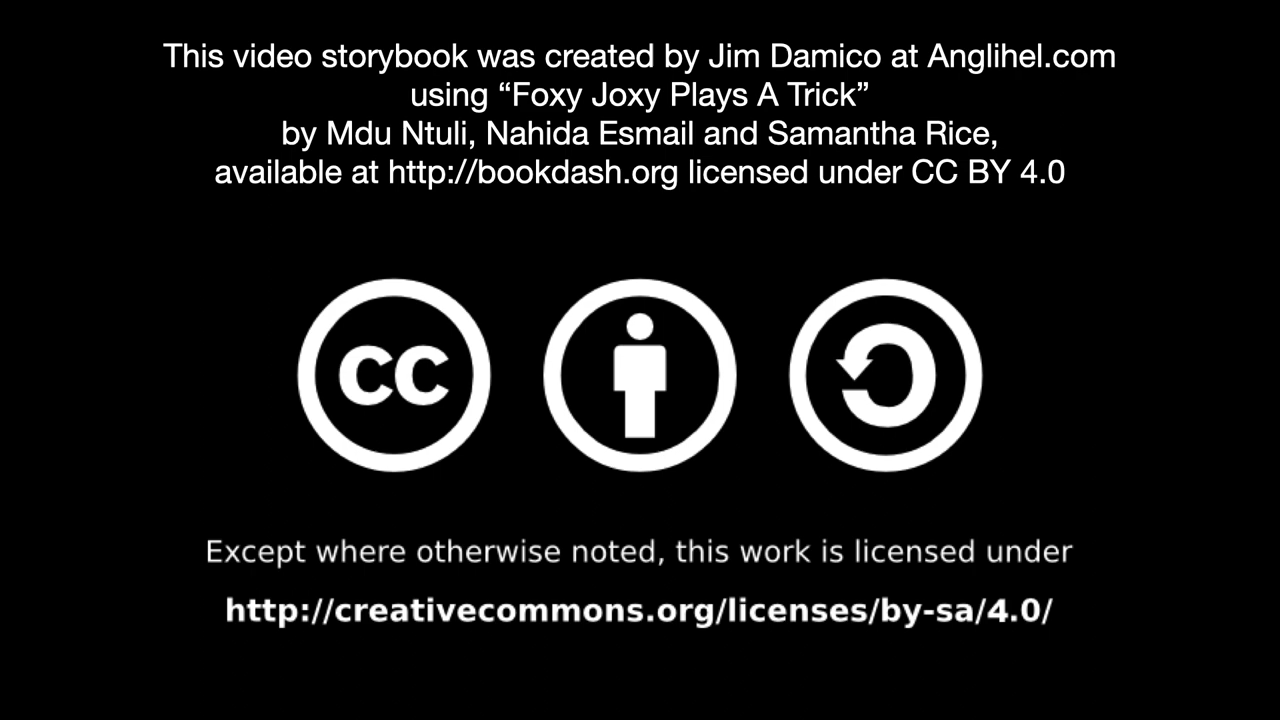 This video storybook was created by Jim Damico at Anglihel.com
using “Foxy Joxy Plays A Trick”
by Mdu Ntuli, Nahida Esmail and Samantha Rice,
available at http://bookdash.org licensed under CC BY 4.0
cc
Except where otherwise noted, this work is licensed under
http://creativecommons.org/licenses/by-sa/4.0/